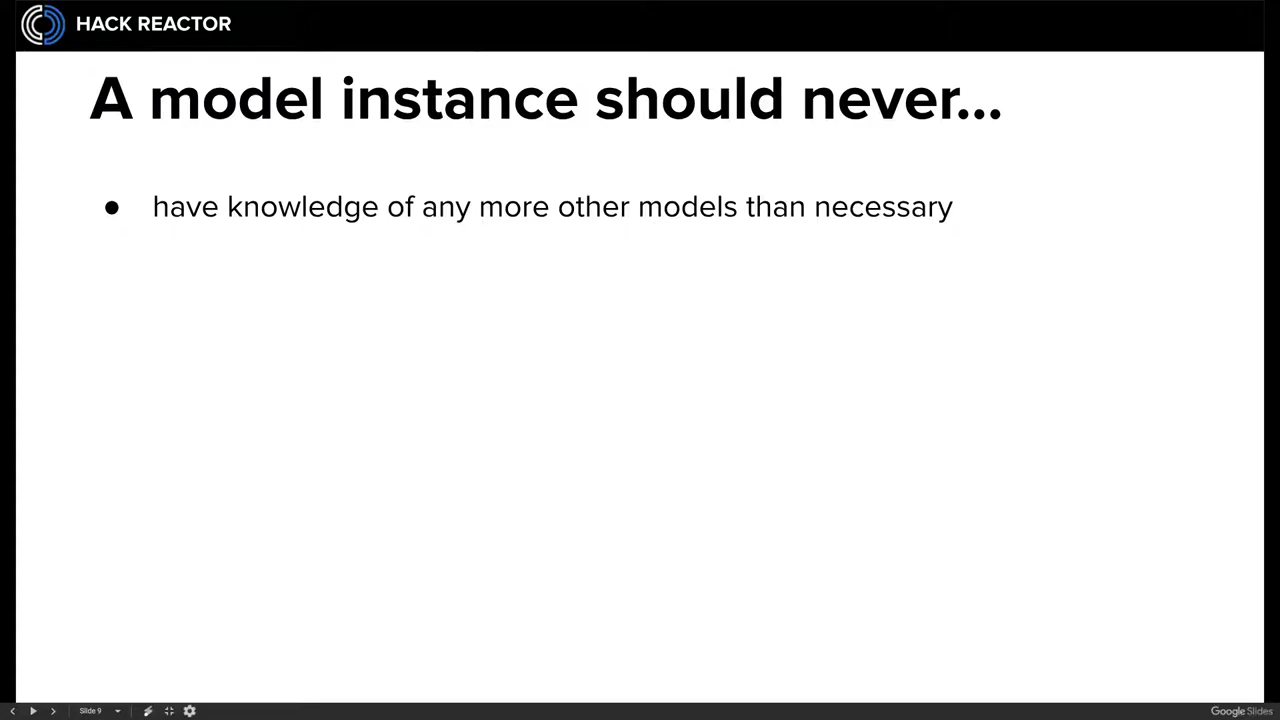 HACK REACTOR
A model instance should never...
● have knowledge of any more other models than necessary
Slide 9
Google Slides